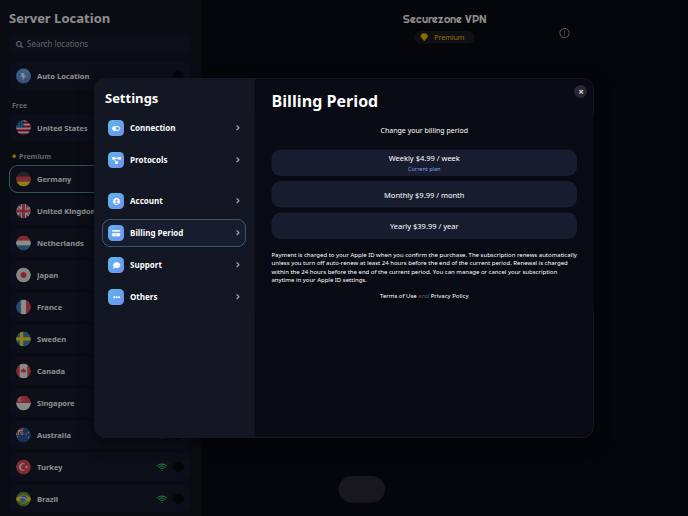 Server Location
Search locations
Auto Location
Free
United States
Premium
Germany
United Kingdom
Netherlands
Japan
France
Sweden
Canada
Singapore
Australia
Turkey
Brazil
Securezone VPN
Premium
Settings
Connection
Protocols
Account
Billing Period
Support
Others
Billing Period
Change your billing period
Weekly $4.99 / week
Current plan
Monthly $9.99 / month
Yearly $39.99 / year
Payment is charged to your Apple ID when you confirm the purchase. The subscription renews automatically
unless you turn off auto-renew at least 24 hours before the end of the current period. Renewal is charged
within the 24 hours before the end of the current period. You can manage or cancel your subscription
anytime in your Apple ID settings.
Terms of Use and Privacy Policy